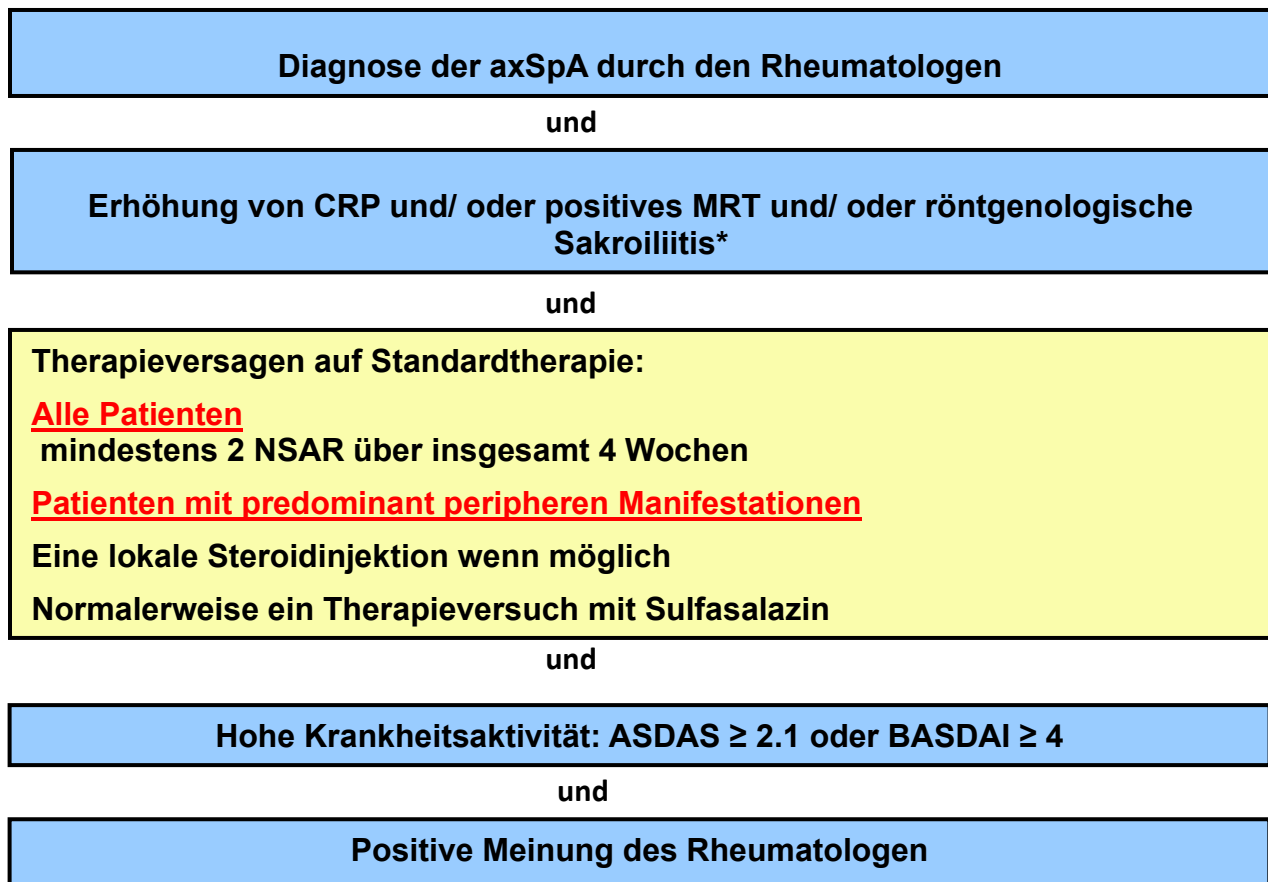 Diagnose der axSpA durch den Rheumatologen
und
Erhöhung von CRP und/ oder positives MRT und/ oder röntgenologische
Sakroiliitis*
und
Therapieversagen auf Standardtherapie:
Alle Patienten
mindestens 2 NSAR über insgesamt 4 Wochen
Patienten mit predominant peripheren Manifestationen
Eine lokale Steroidinjektion wenn möglich
Normalerweise ein Therapieversuch mit Sulfasalazin
und
Hohe Krankheitsaktivität: ASDAS ≥ 2.1 oder BASDAI ≥ 4
und
Positive Meinung des Rheumatologen